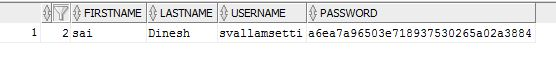 FIRSTNAME LASTNAME USERNAME PASSWORD
1 2 sai Dinesh svallamsetti a6ea7a96503e718937530265a02a3884